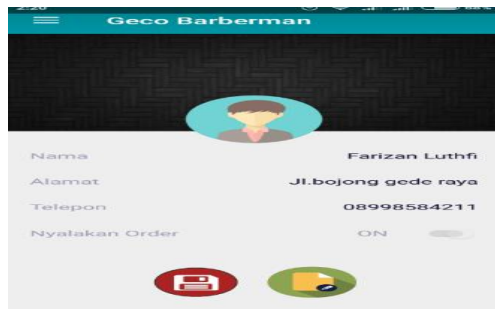 Geco Barberman
Nama Farizan Luthfi
Alamat Jl.bojong gede raya
Telepon 08998584211
Nyalakan Order ON